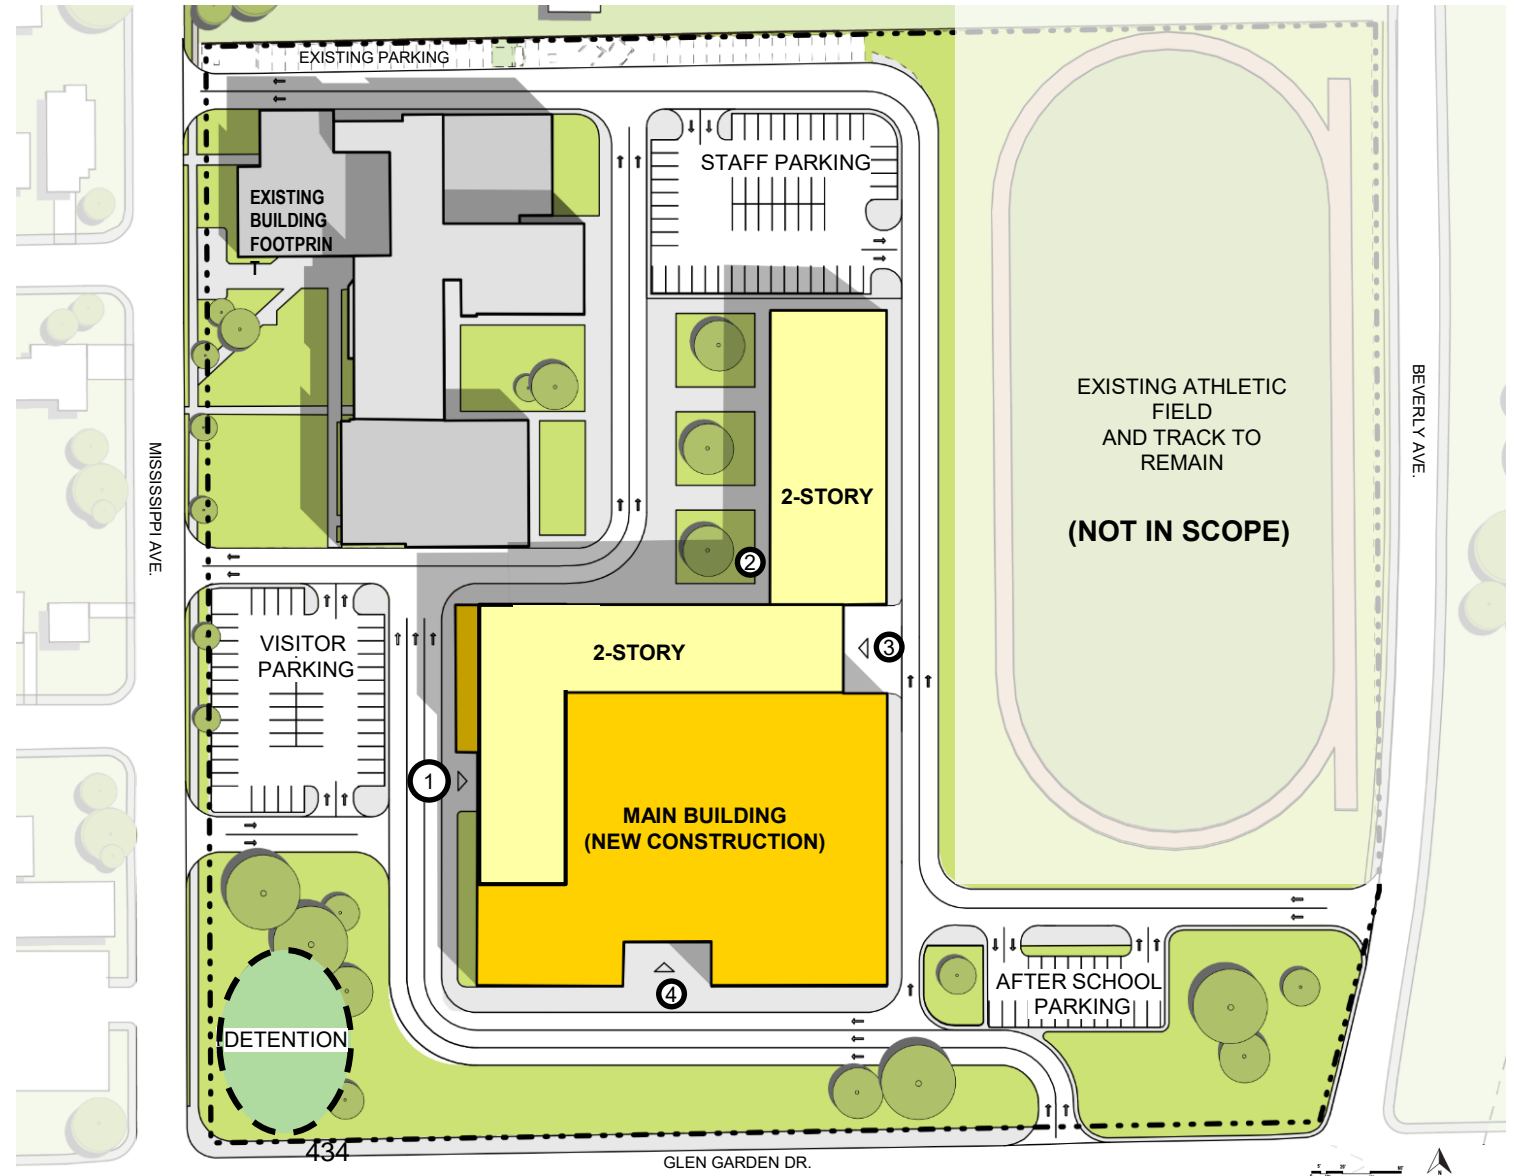 EXISTING PARKING
STAFF PARKING
EXISTING
BUILDING
FOOTPRIN
T
EXISTING ATHLETIC
FIELD
AND TRACK TO
REMAIN
(NOT IN SCOPE)
BEVERLY AVE.
MISSISSIPPI AVE.
2-STORY
2
VISITOR
PARKING
2-STORY
3
1
MAIN BUILDING
(NEW CONSTRUCTION)
4
AFTER SCHOOL
PARKING
DETENTION
434
GLEN GARDEN DR.
N